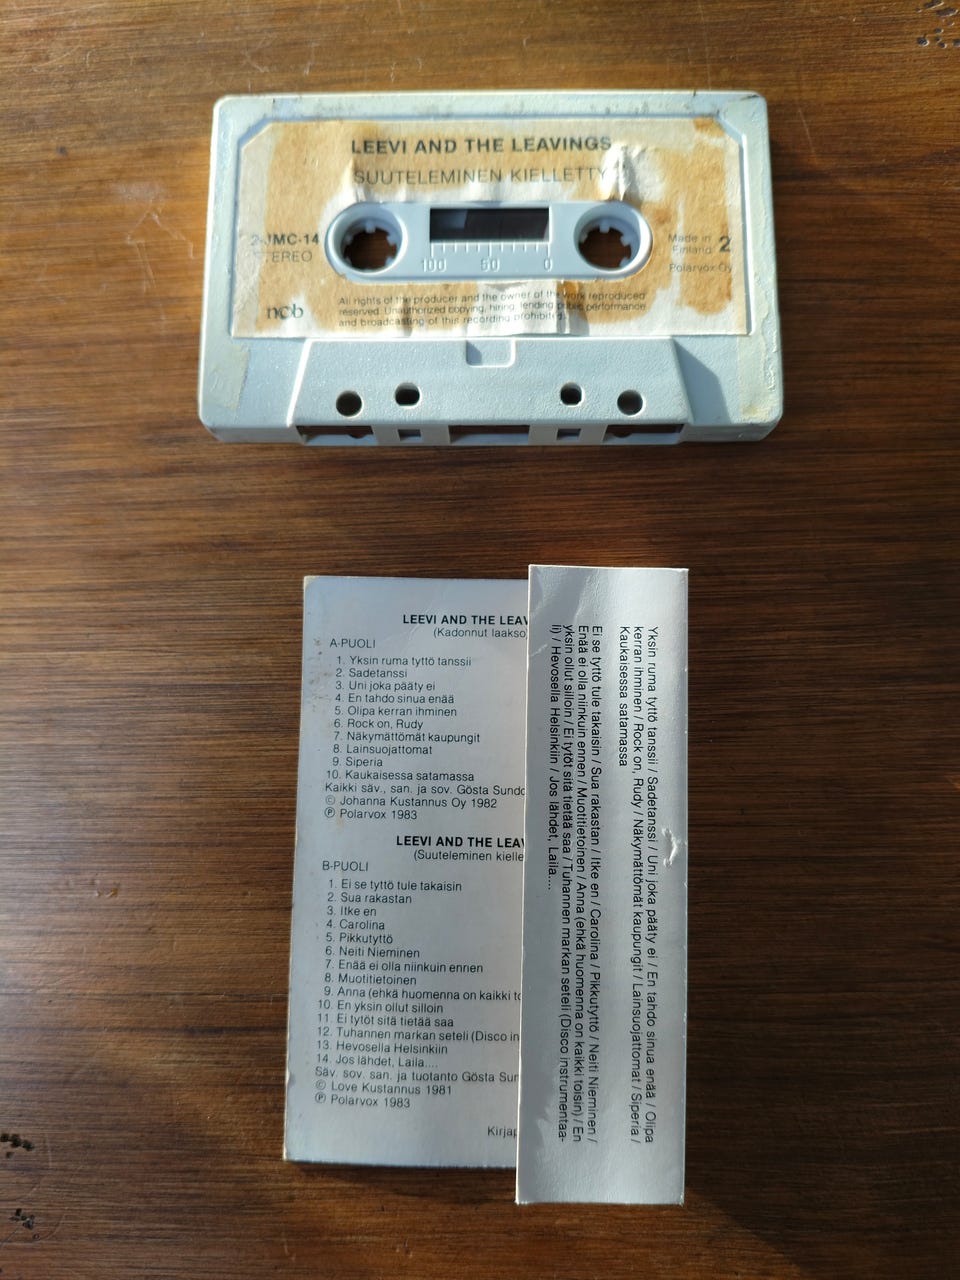 LEEVI AND THE LEAVINGS
SUUTELEMINEN KIELLETTY
2-JMC-14
STEREO
Made in
Finland 2
Polarvox Oy
100 50 0
ncb
All rights of the producer and the owner of the work reproduced
reserved. Unauthorized copying, hiring, lending, public performance
and broadcasting of this recording prohibited.
LEEVI AND THE LEAV
(Kadonnut laakso)
A-PUOLI
1. Yksin ruma tyttö tanssii
2. Sadetanssi
3. Uni joka pääty ei
4. En tahdo sinua enää
5. Olipa kerran ihminen
6. Rock on, Rudy
7. Näkymättömät kaupungit
8. Lainsuojattomat
9. Siperia
10. Kaukaisessa satamassa
Kaikki säv., san. ja sov. Gösta Sundq
© Johanna Kustannus Oy 1982
℗ Polarvox 1983
LEEVI AND THE LEAV
(Suuteleminen kielle
B-PUOLI
1. Ei se tyttö tule takaisin
2. Sua rakastan
3. Itke en
4. Carolina
5. Pikkutyttö
6. Neiti Nieminen
7. Enää ei olla niinkuin ennen
8. Muotitietoinen
9. Anna (ehkä huomenna on kaikki to
10. En yksin ollut silloin
11. Ei tytöt sitä tietää saa
12. Tuhannen markan seteli (Disco in
13. Hevosella Helsinkiin
14. Jos lähdet, Laila....
Säv. sov. san. ja tuotanto Gösta Sun
© Love Kustannus 1981
℗ Polarvox 1983
Kirjap
Yksin ruma tyttö tanssii / Sadetanssi / Uni joka pääty ei / En tahdo sinua enää / Olipa
kerran ihminen / Rock on, Rudy / Näkymättömät kaupungit / Lainsuojattomat / Siperia /
Kaukaisessa satamassa
Ei se tyttö tule takaisin / Sua rakastan / Itke en / Carolina / Pikkutyttö / Neiti Nieminen /
Enää ei olla niinkuin ennen / Muotitietoinen / Anna (ehkä huomenna on kaikki toisin) / En
yksin ollut silloin / Ei tytöt sitä tietää saa / Tuhannen markan seteli (Disco instrumentaa-
li) / Hevosella Helsinkiin / Jos lähdet, Laila....